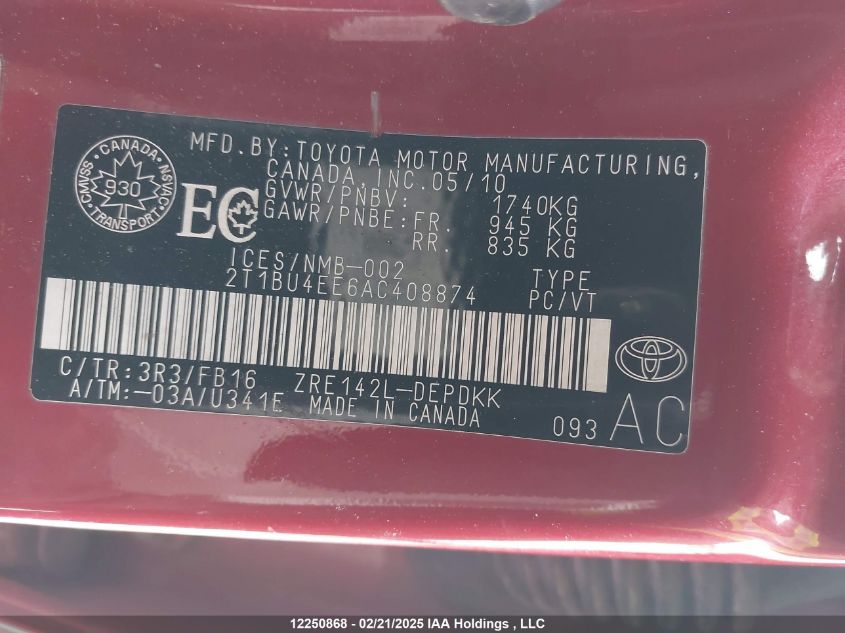 MFD.BY:TOYOTA MOTOR MANUFACTURING,
CANADA, INC.05/10
GVWR/PNBV: 1740KG
GAWR/PNBE:FR. 945 KG
RR. 835 KG
CANADA
CMVSS
930
NSVAC
TRANSPORT
EC
ICES/NMB-002
2T1BU4EE6AC408874
TYPE
PC/VT
C/TR:3R3/FB16 ZRE142L-DEPDKK
A/TM:-03A/U341E MADE IN CANADA
093 AC
12250868 - 02/21/2025 IAA Holdings , LLC